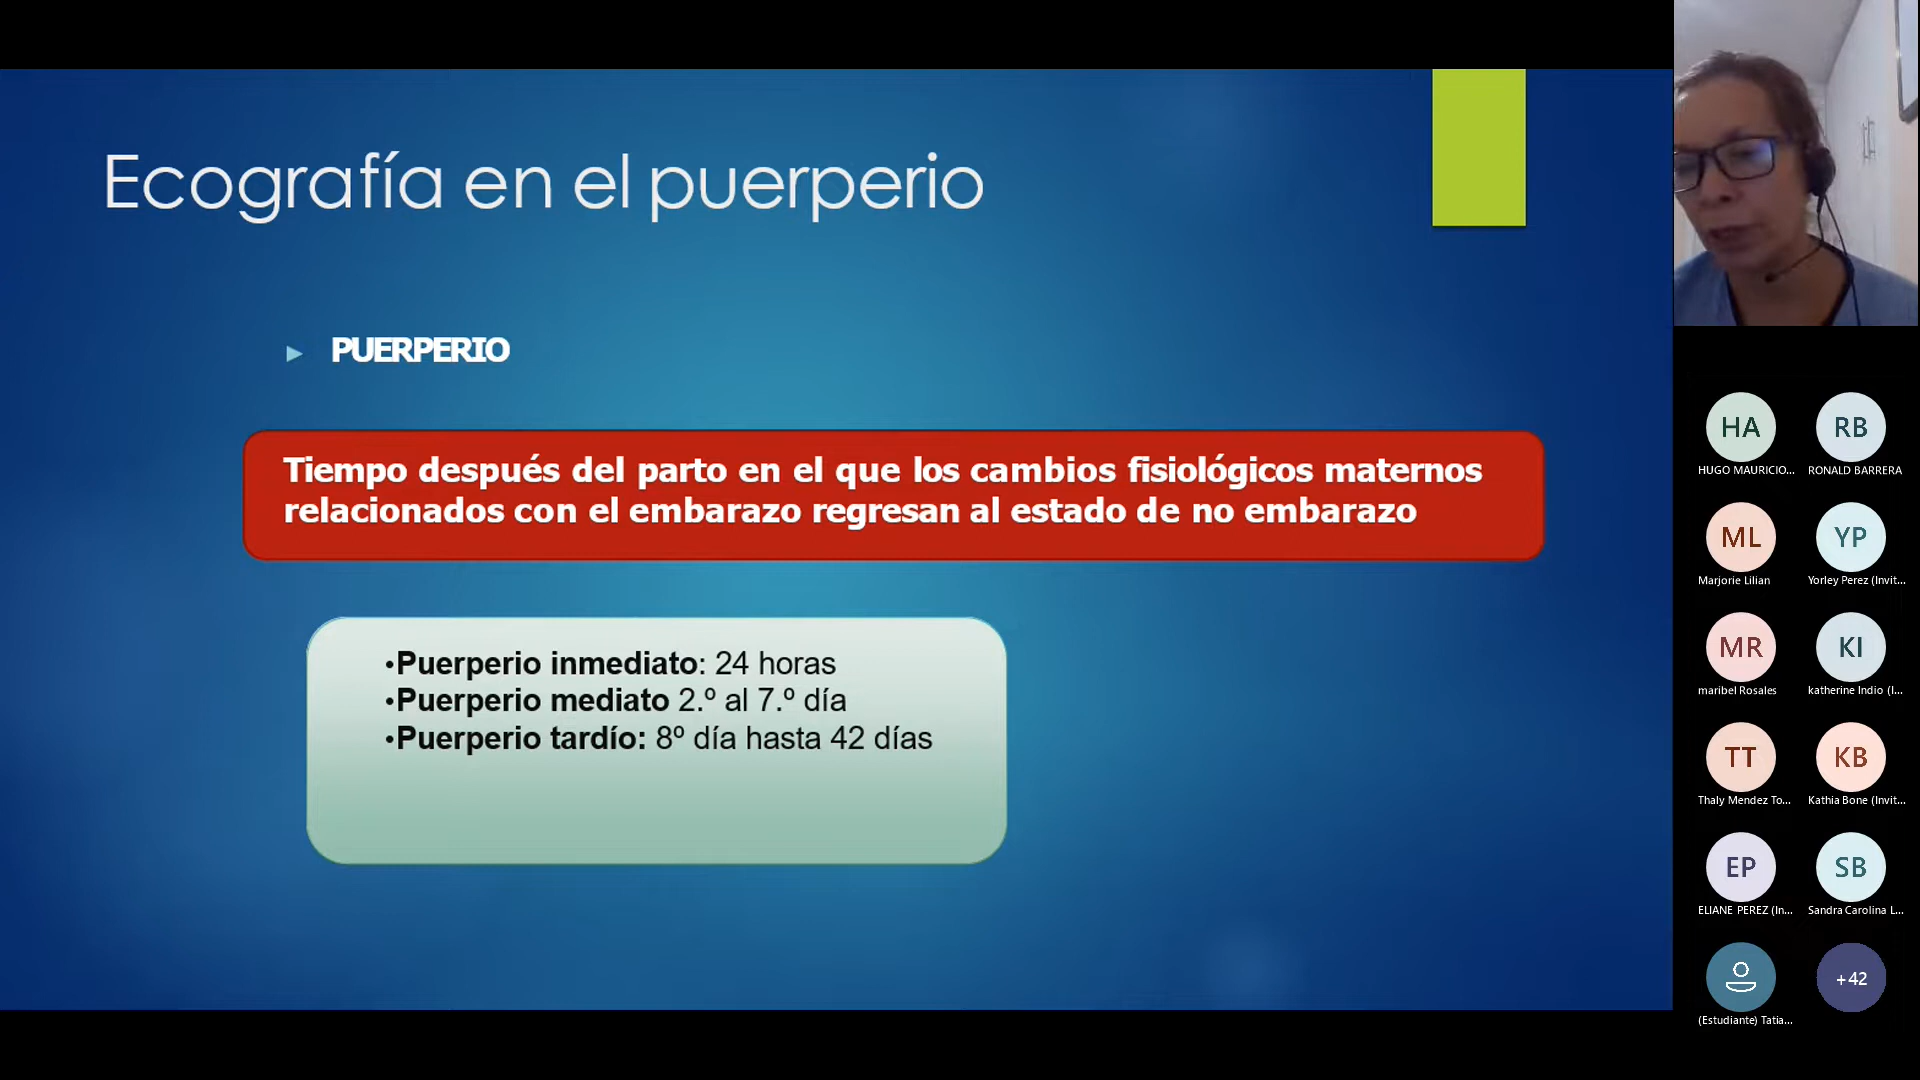 Ecografía en el puerperio
PUERPERIO
Tiempo después del parto en el que los cambios fisiológicos maternos
relacionados con el embarazo regresan al estado de no embarazo
•Puerperio inmediato: 24 horas
•Puerperio mediato 2.º al 7.º día
•Puerperio tardío: 8º día hasta 42 días
HA
RB
HUGO MAURICIO...
RONALD BARRERA
ML
YP
Marjorie Lilian
Yorley Perez (Invit...
MR
KI
maribel Rosales
katherine Indio (I...
TT
KB
Thaly Mendez To...
Kathia Bone (Invit...
EP
SB
ELIANE PEREZ (In...
Sandra Carolina L...
+42
(Estudiante) Tatia...